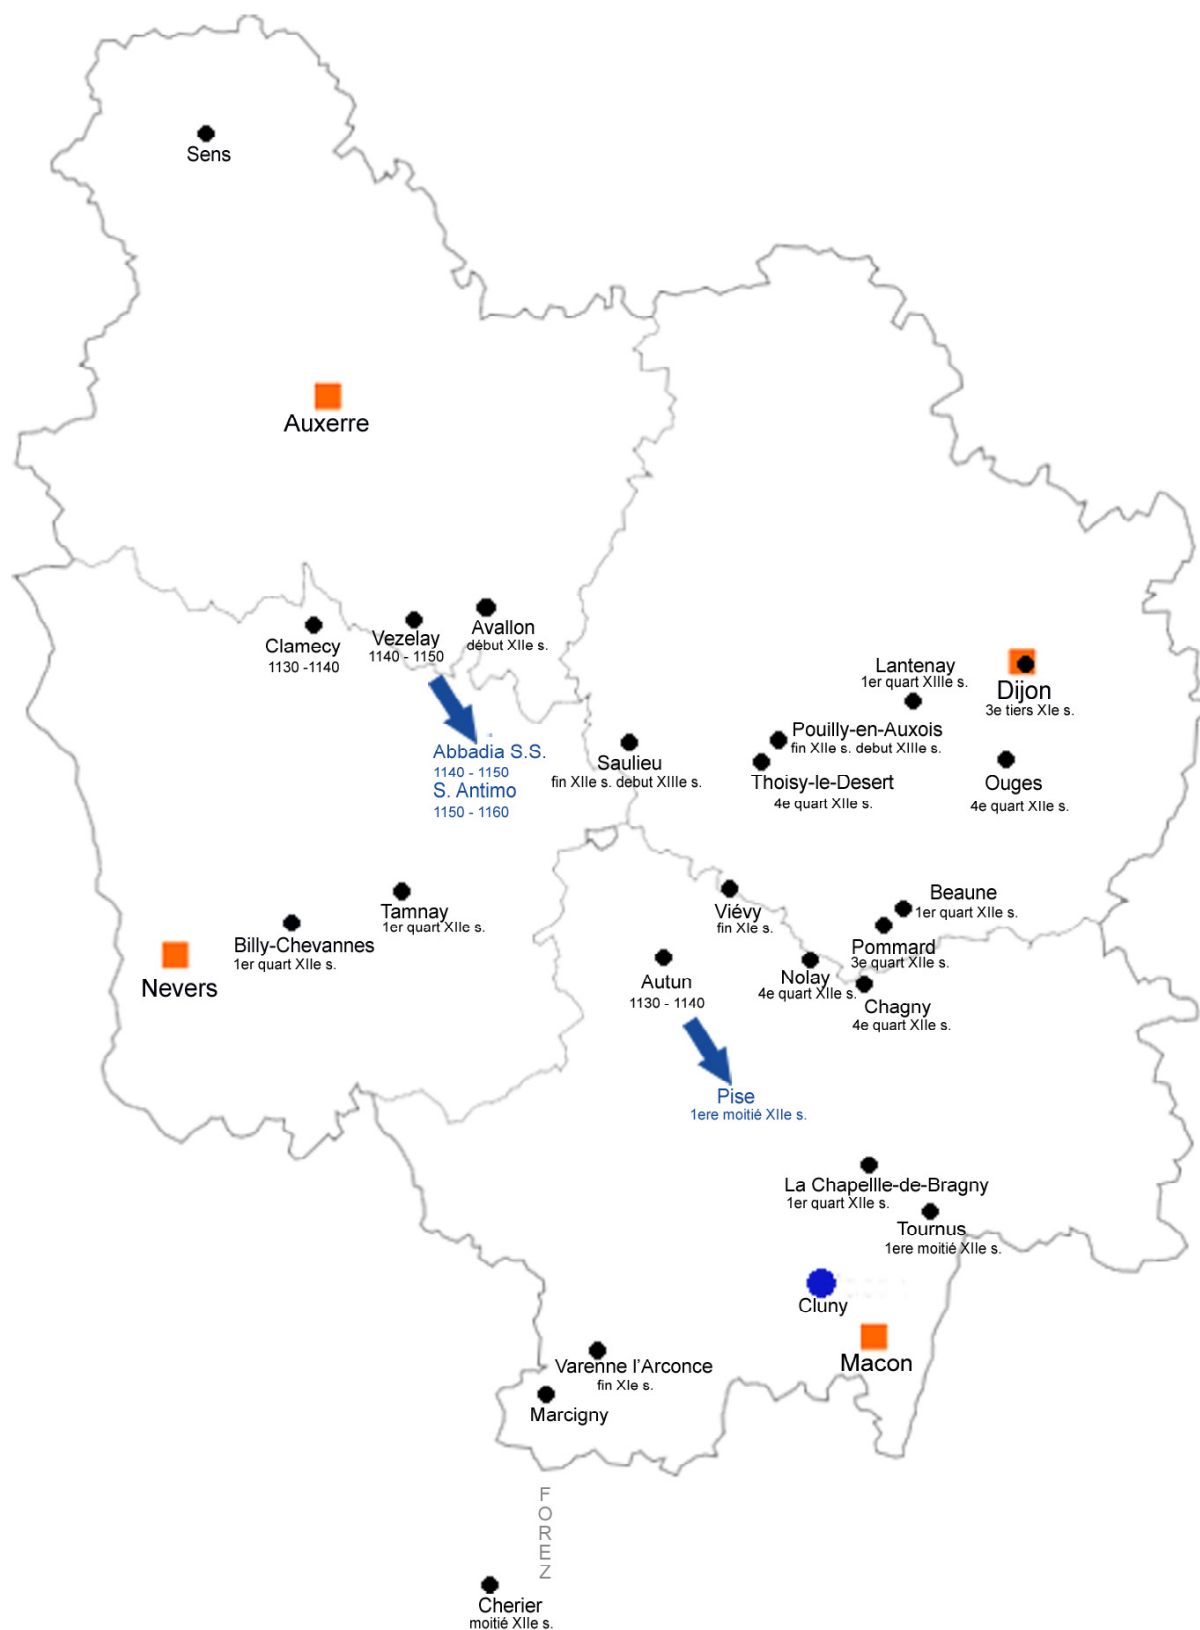 Sens
Auxerre
Clamecy
1130 -1140
Vezelay
1140 - 1150
Avallon
début XIIe s.
Abbadia S.S.
1140 - 1150
S. Antimo
1150 - 1160
Lantenay
1er quart XIIIe s.
Dijon
3e tiers XIe s.
Pouilly-en-Auxois
fin XIIe s. debut XIIIe s.
Saulieu
fin XIIe s. debut XIIIe s.
Thoisy-le-Desert
4e quart XIIe s.
Ouges
4e quart XIIe s.
Tamnay
1er quart XIIe s.
Billy-Chevannes
1er quart XIIe s.
Nevers
Viévy
fin XIe s.
Beaune
1er quart XIIe s.
Pommard
3e quart XIIe s.
Autun
1130 - 1140
Nolay
4e quart XIIe s.
Chagny
4e quart XIIe s.
Pise
1ere moitié XIIe s.
La Chapellle-de-Bragny
1er quart XIIe s.
Tournus
1ere moitié XIIe s.
Cluny
Macon
Varenne l'Arconce
fin XIe s.
Marcigny
FOREZ
Cherier
moitié XIIe s.